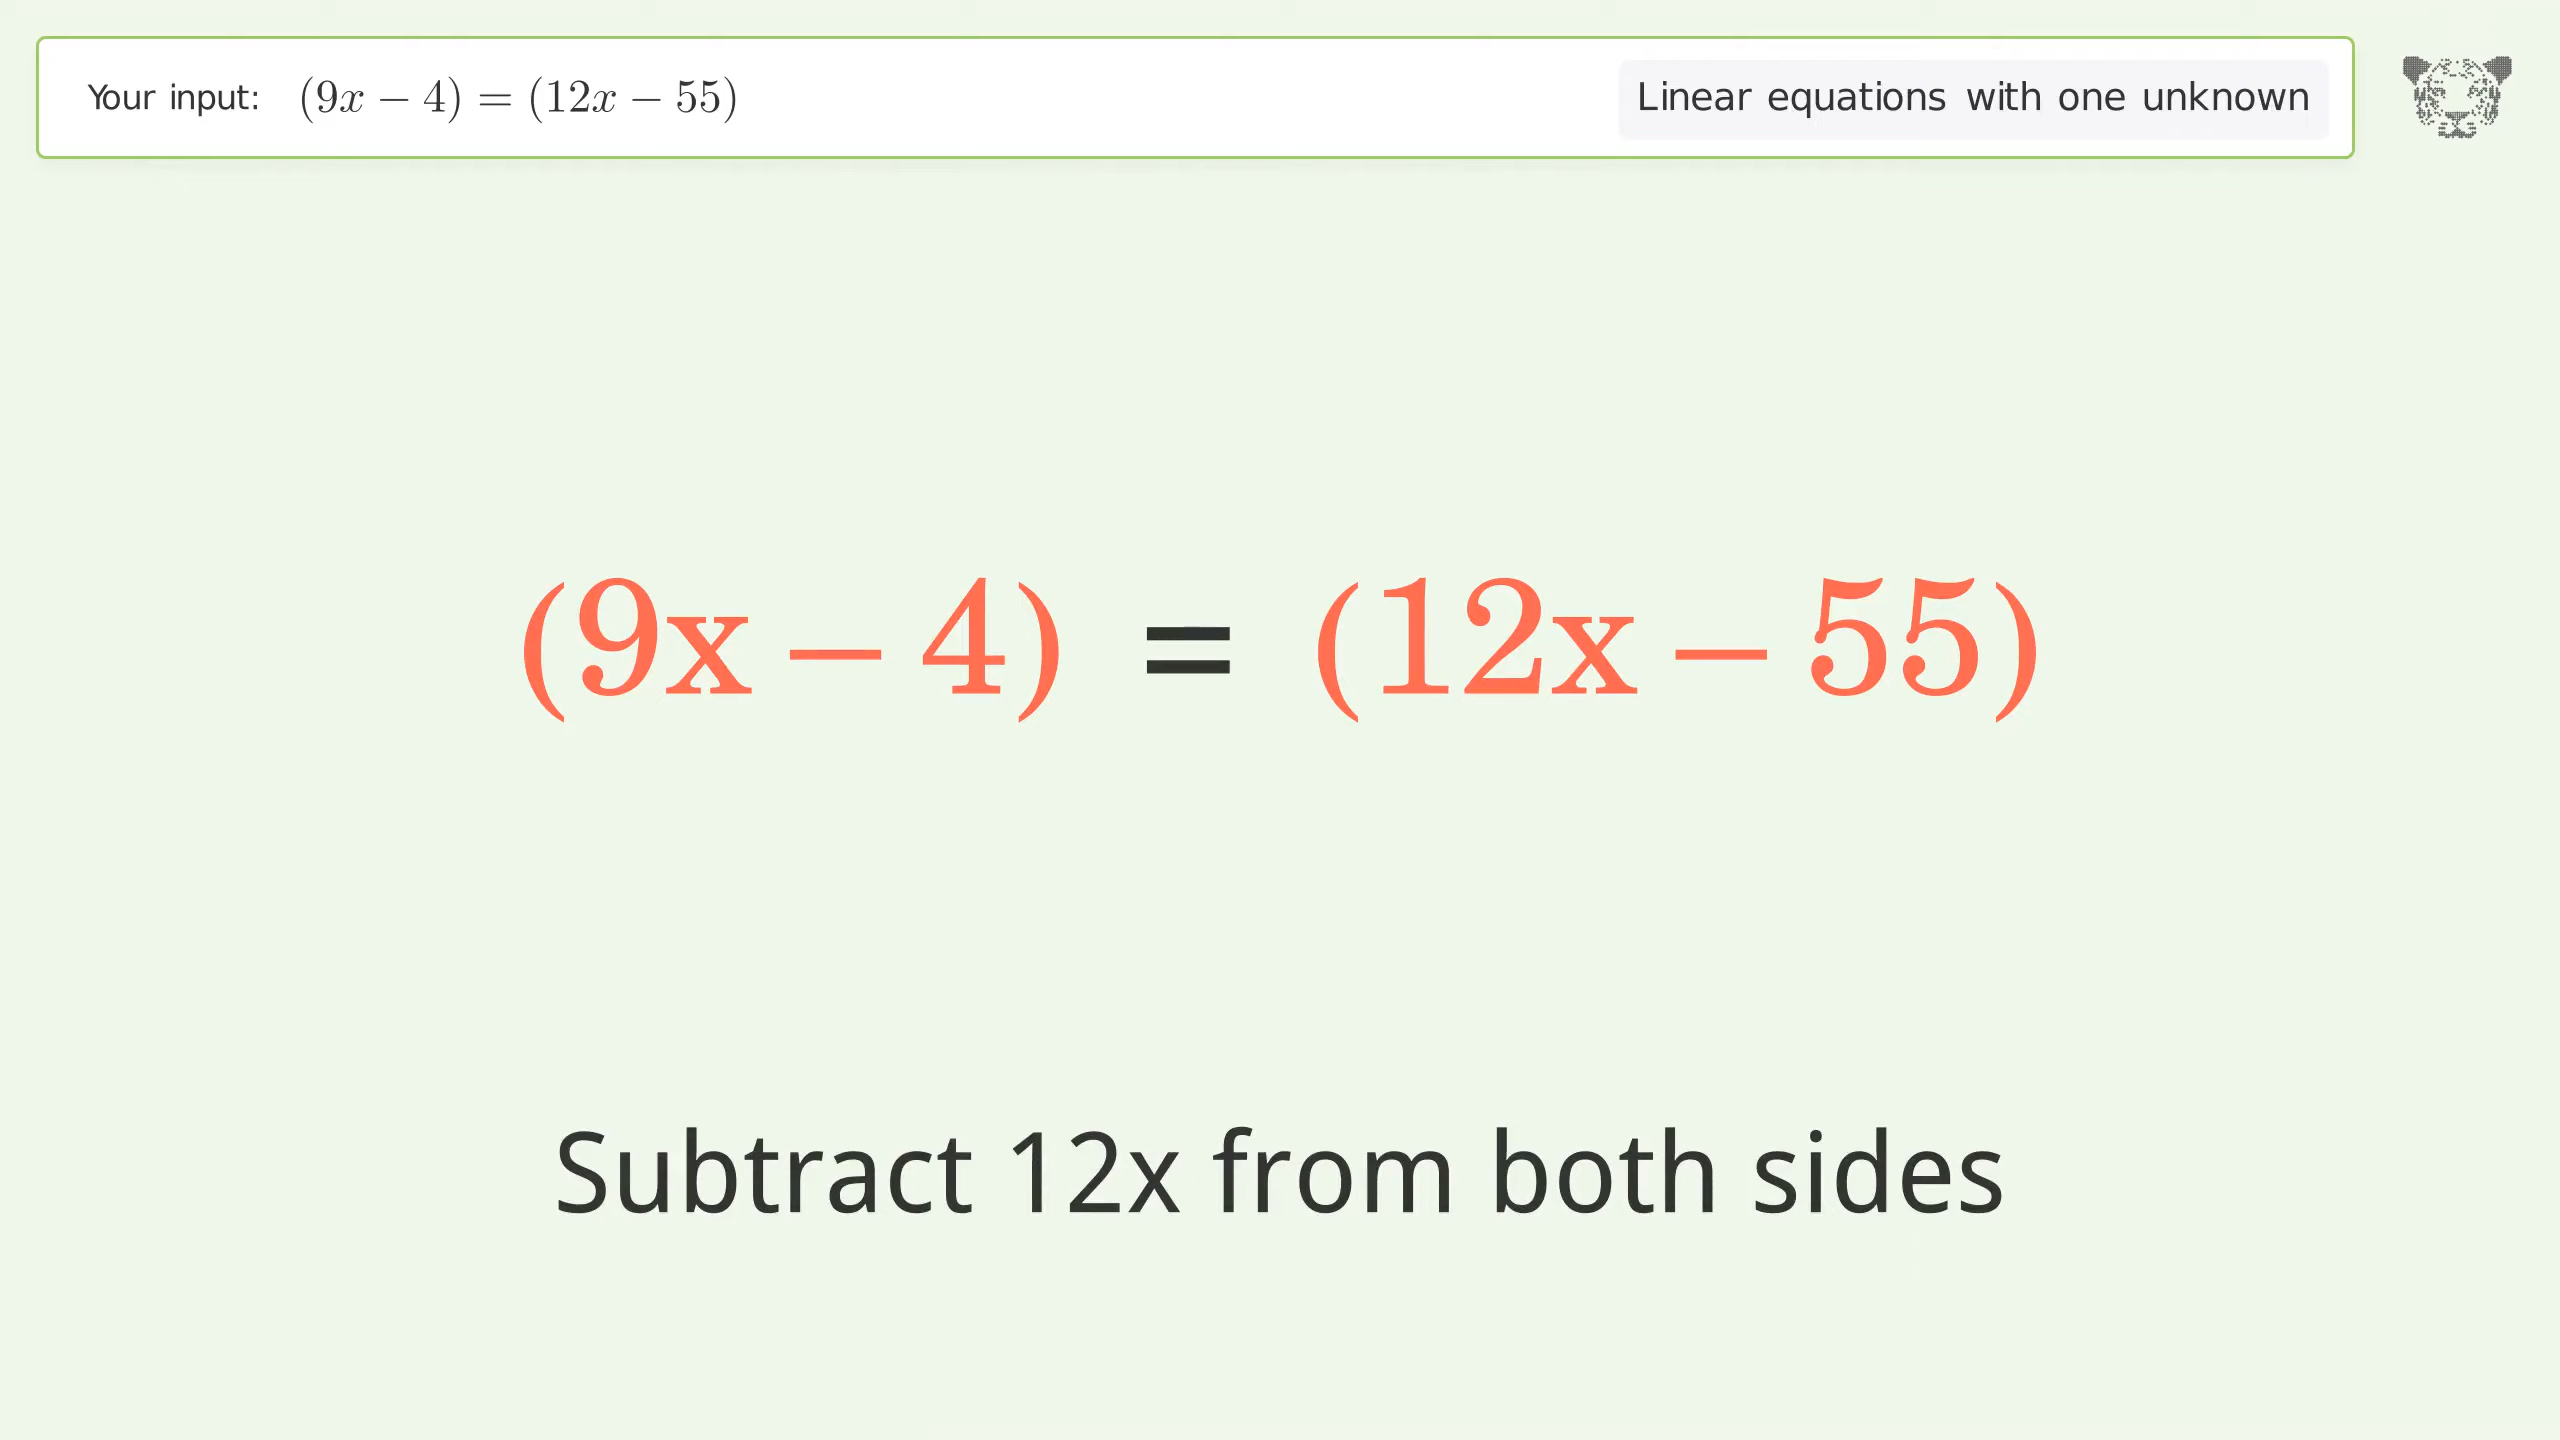 Your input: (9x − 4) = (12x − 55) Linear equations with one unknown
(9x − 4) = (12x − 55)
Subtract 12x from both sides